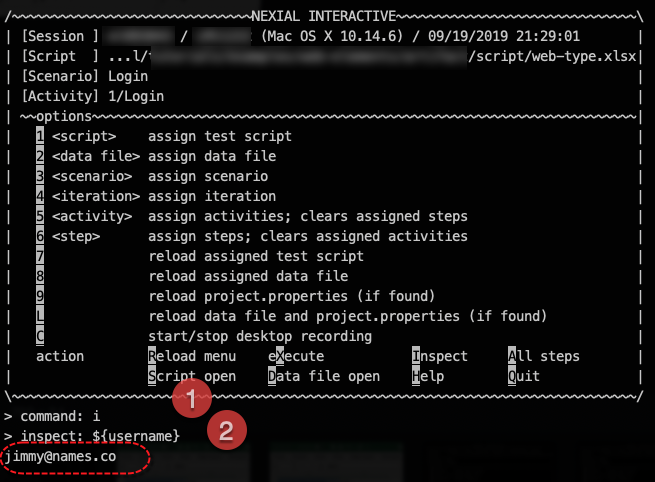 NEXIAL INTERACTIVE
[Session ] / (Mac OS X 10.14.6) / 09/19/2019 21:29:01
[Script  ] ...l/ /script/web-type.xlsx
[Scenario] Login
[Activity] 1/Login
options
1 <script> assign test script
2 <data file> assign data file
3 <scenario> assign scenario
4 <iteration> assign iteration
5 <activity> assign activities; clears assigned steps
6 <step> assign steps; clears assigned activities
7 reload assigned test script
8 reload assigned data file
9 reload project.properties (if found)
L reload data file and project.properties (if found)
C start/stop desktop recording
action Reload menu eXecute Inspect All steps
Script open Data file open Help Quit
1
> command: i
2
> inspect: ${username}
jimmy@names.co